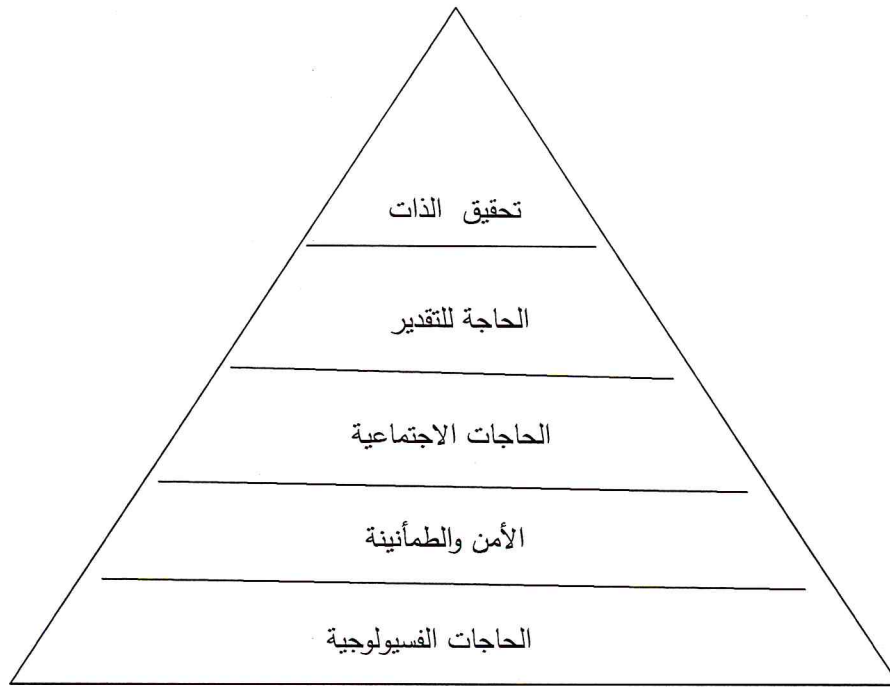 تحقيق الذات
الحاجة للتقدير
الحاجات الاجتماعية
الأمن والطمأنينة
الحاجات الفسيولوجية